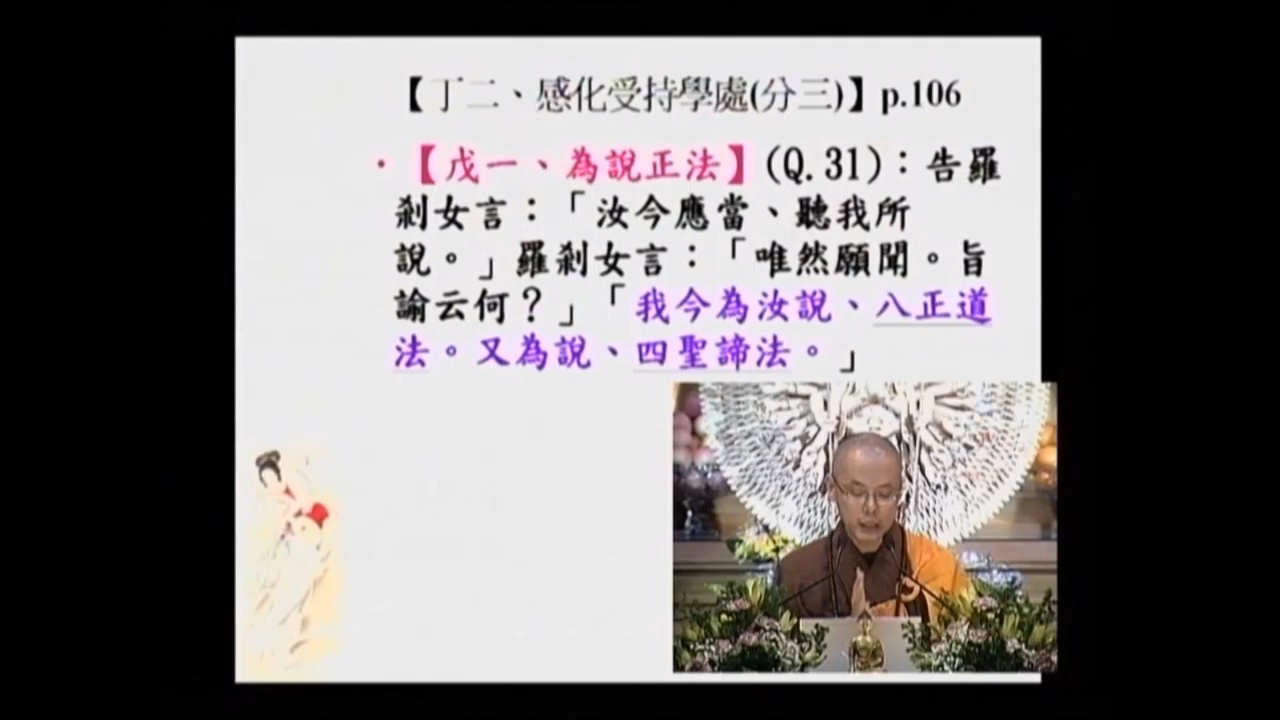 【丁二、感化受持學處(分三)】p.106
·【戊一、為說正法】(Q.31)：告羅
剎女言：「汝今應當、聽我所
說。」羅剎女言：「唯然願聞。旨
諭云何？」「我今為汝說、八正道
法。又為說、四聖諦法。」